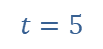 t = 5